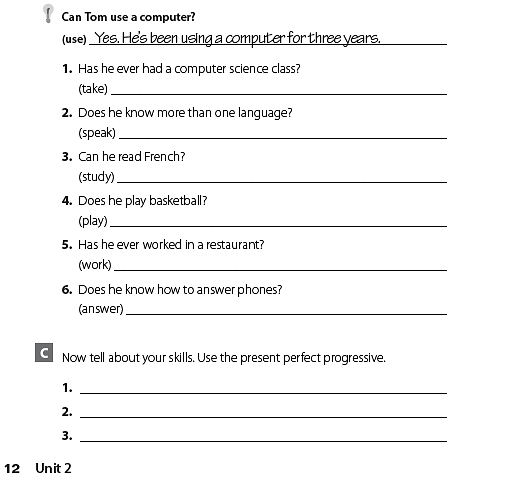 Can Tom use a computer?
(use) Yes. He's been using a computer for three years.
1. Has he ever had a computer science class?
(take)
2. Does he know more than one language?
(speak)
3. Can he read French?
(study)
4. Does he play basketball?
(play)
5. Has he ever worked in a restaurant?
(work)
6. Does he know how to answer phones?
(answer)
C Now tell about your skills. Use the present perfect progressive.
1.
2.
3.
12 Unit 2